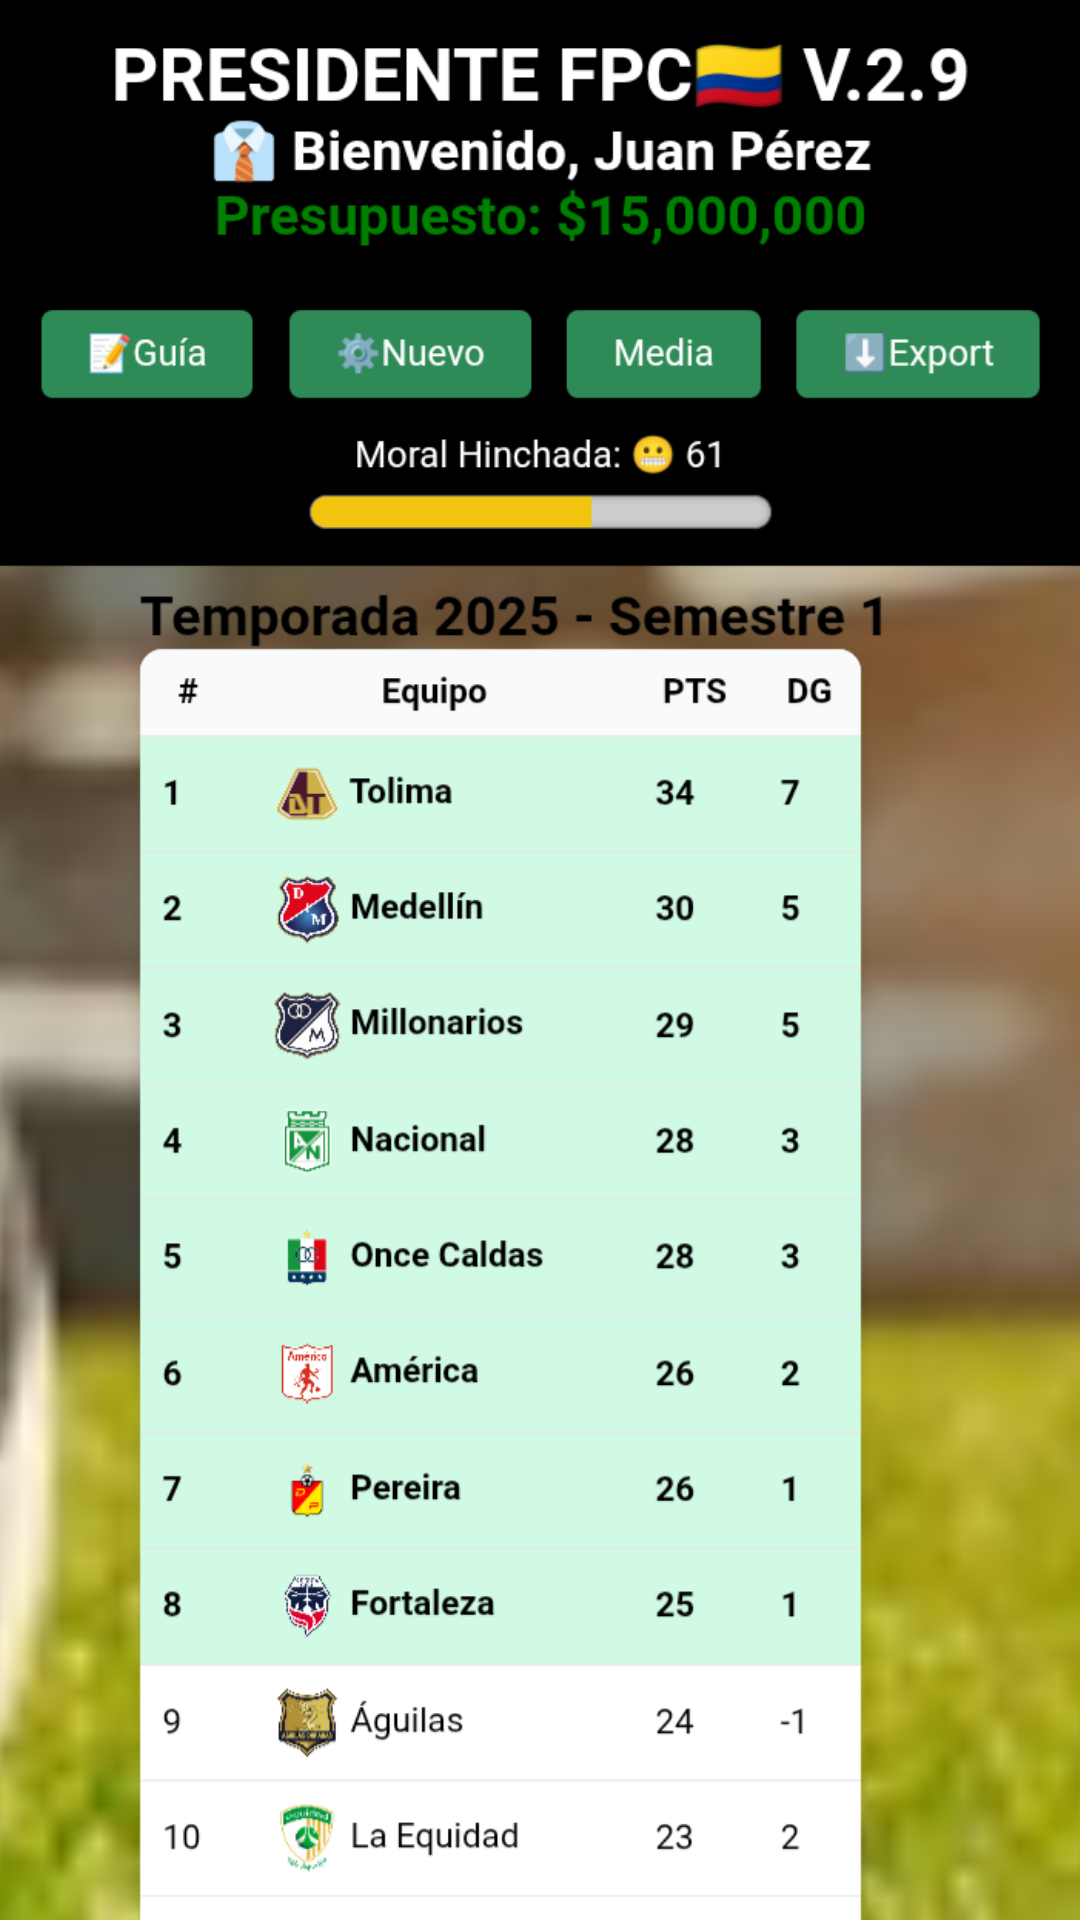 PRESIDENTE FPC🇨🇴 V.2.9
👔 Bienvenido, Juan Pérez
Presupuesto: $15,000,000
📝Guía ⚙️Nuevo Media ⬇️Export
Moral Hinchada: 😬 61
Temporada 2025 - Semestre 1
# Equipo PTS DG
1 Tolima 34 7
2 Medellín 30 5
3 Millonarios 29 5
4 Nacional 28 3
5 Once Caldas 28 3
6 América 26 2
7 Pereira 26 1
8 Fortaleza 25 1
9 Águilas 24 -1
10 La Equidad 23 2